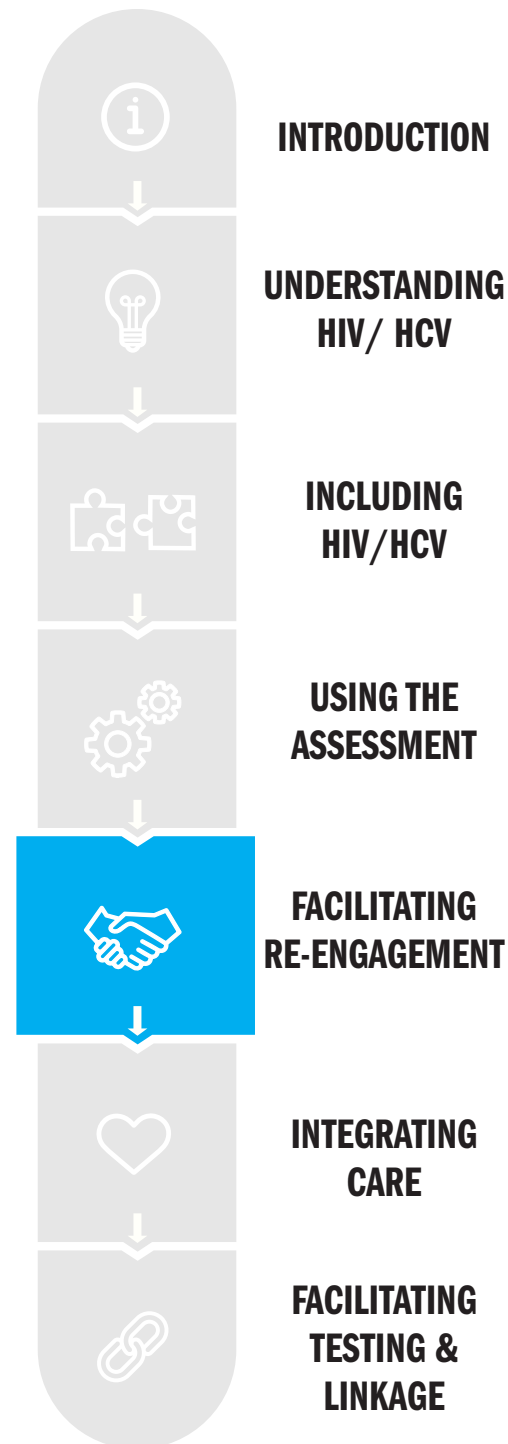 INTRODUCTION
UNDERSTANDING
HIV/ HCV
INCLUDING
HIV/HCV
USING THE
ASSESSMENT
FACILITATING
RE-ENGAGEMENT
INTEGRATING
CARE
FACILITATING
TESTING &
LINKAGE